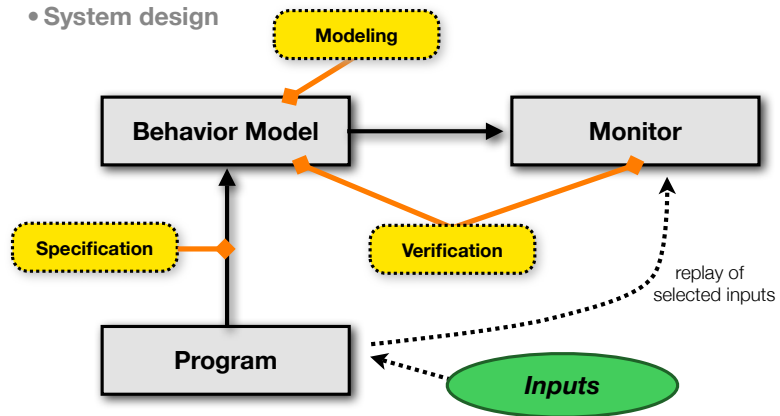 • System design
Modeling
Behavior Model
Monitor
Specification
Verification
replay of
selected inputs
Program
Inputs